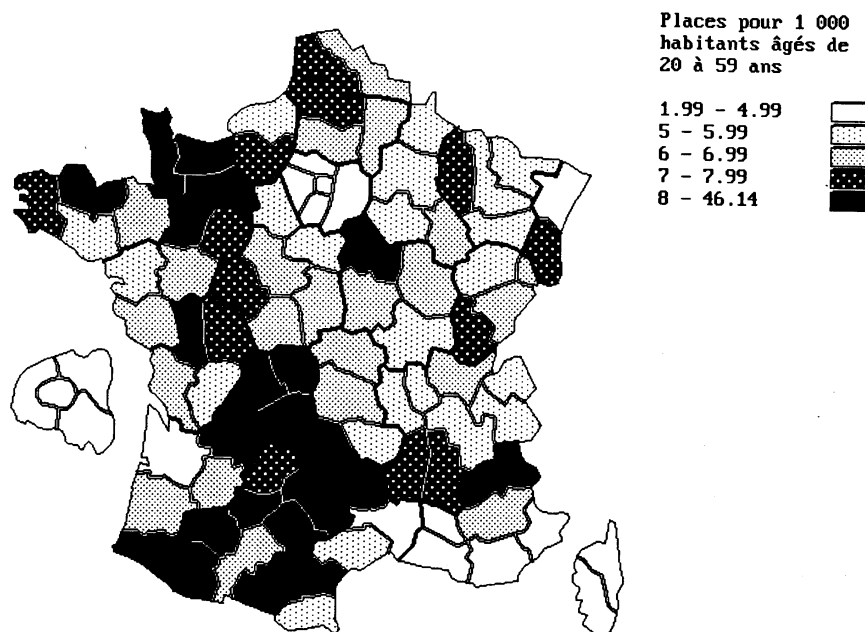 Places pour 1 000
habitants âgés de
20 à 59 ans
1.99 - 4.99
5 - 5.99
6 - 6.99
7 - 7.99
8 - 46.14